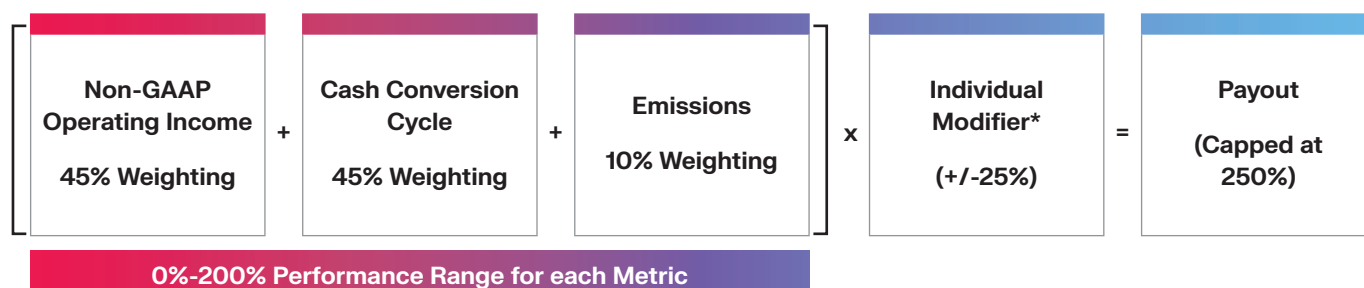 Non-GAAP
Operating Income
45% Weighting
+
Cash Conversion
Cycle
45% Weighting
+
Emissions
10% Weighting
x
Individual
Modifier*
(+/-25%)
=
Payout
(Capped at
250%)
0%-200% Performance Range for each Metric